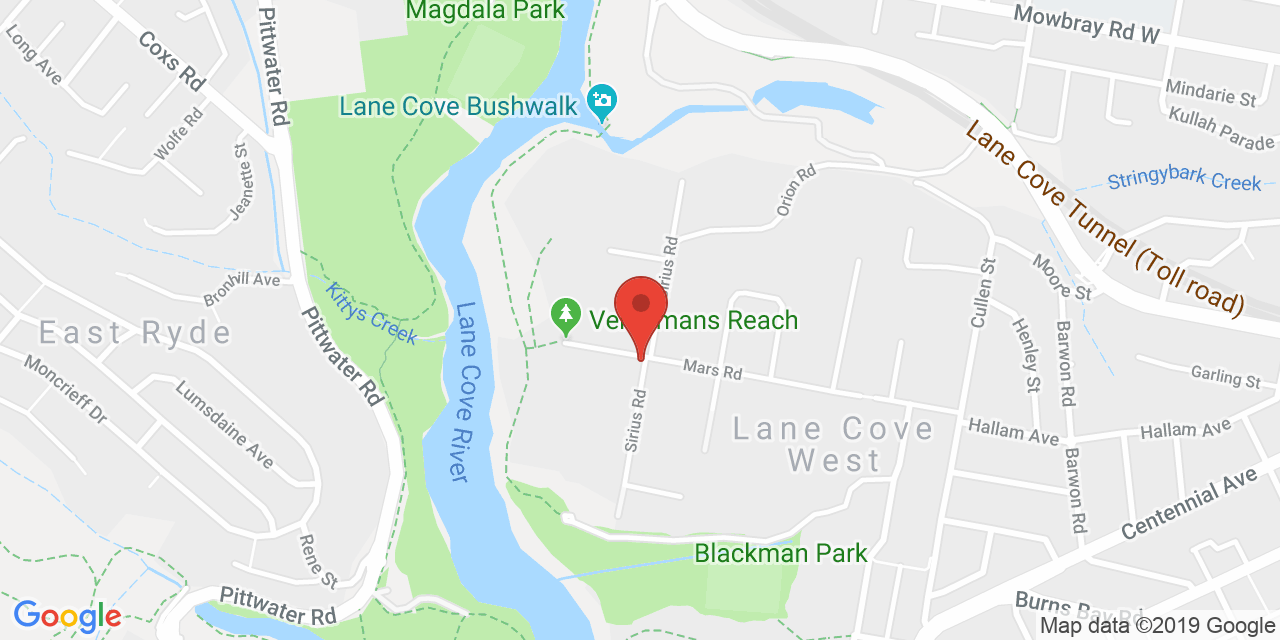 Magdala Park
Mowbray Rd W
Long Ave
Coxs Rd
Pittwater Rd
Mindarie St
Lane Cove Bushwalk
Kullah Parade
Wolfe Rd
Lane Cove Tunnel (Toll road)
Jeanette St
Orion Rd
Stringybark Creek
Bronhill Ave
Kittys Creek
Moore St
Cullen St
East Ryde
Pittwater Rd
Lane Cove River
Reach
Mars Rd
Henley St
Barwon Rd
Garling St
Moncrieff Dr
Lumsdaine Ave
Sirius Rd
Lane Cove
West
Hallam Ave
Hallam Ave
Barwon Rd
Centennial Ave
Rene St
Blackman Park
Pittwater Rd
Google
Map data ©2019 Google